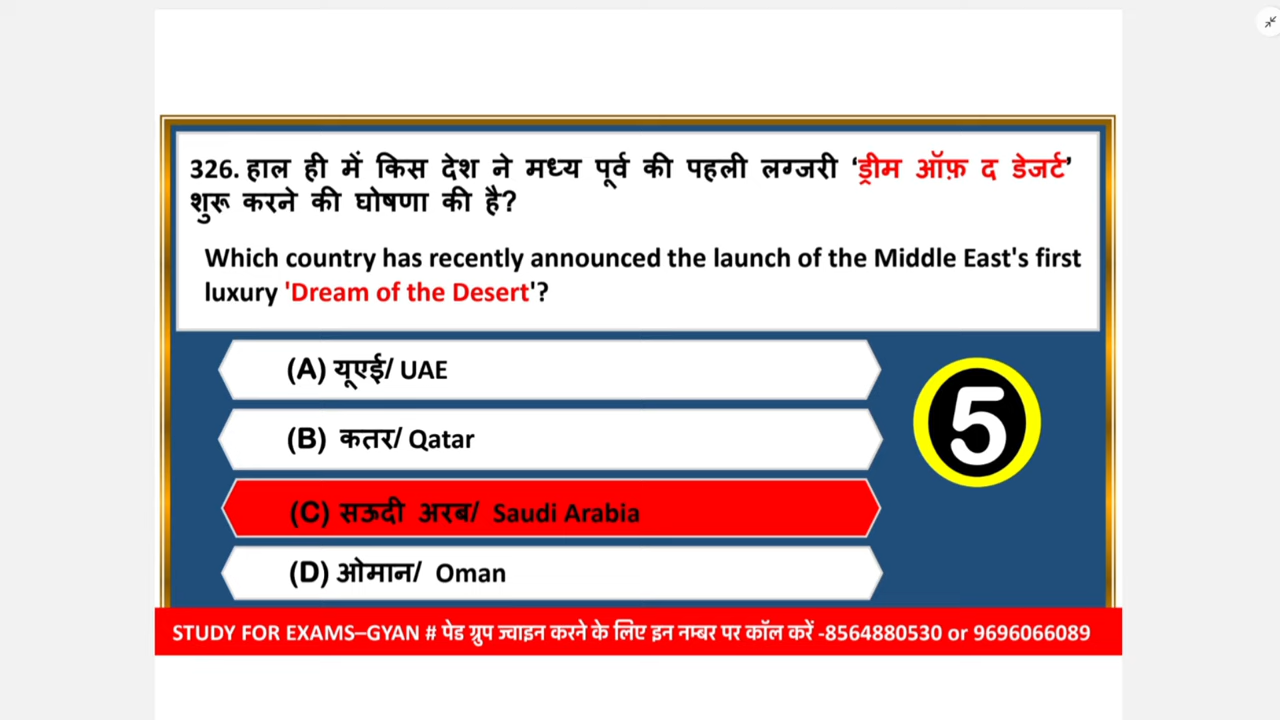 326. हाल ही में किस देश ने मध्य पूर्व की पहली लग्जरी ‘ड्रीम ऑफ़ द डेजर्ट’
शुरू करने की घोषणा की है?
Which country has recently announced the launch of the Middle East's first
luxury 'Dream of the Desert'?
(A) यूएई/ UAE
(B) कतर/ Qatar
5
(C) सऊदी अरब/ Saudi Arabia
(D) ओमान/ Oman
STUDY FOR EXAMS–GYAN # पेड ग्रुप ज्वाइन करने के लिए इन नम्बर पर कॉल करें -8564880530 or 9696066089